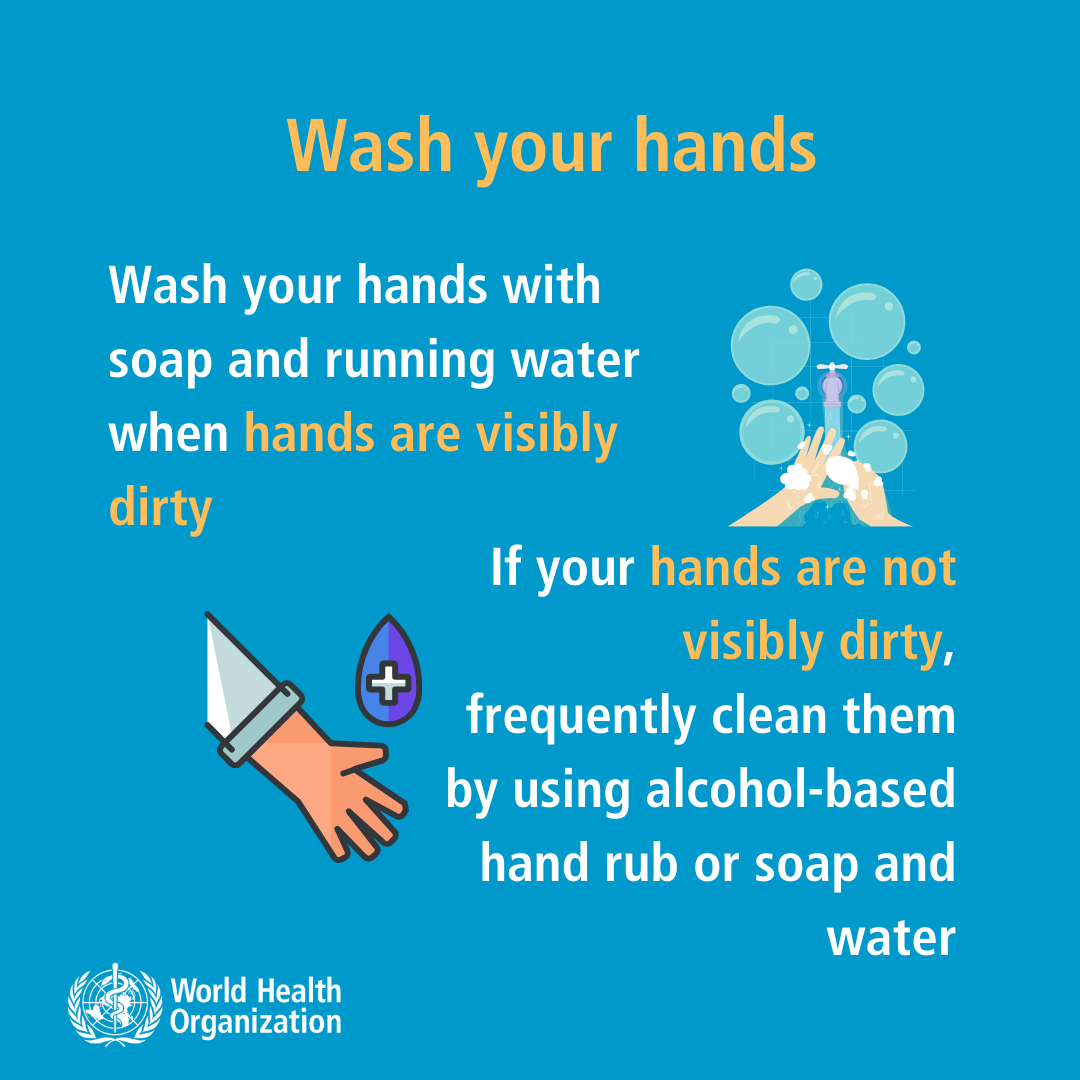 Wash your hands
Wash your hands with
soap and running water
when hands are visibly
dirty
If your hands are not
visibly dirty,
frequently clean them
by using alcohol-based
hand rub or soap and
water
World Health
Organization